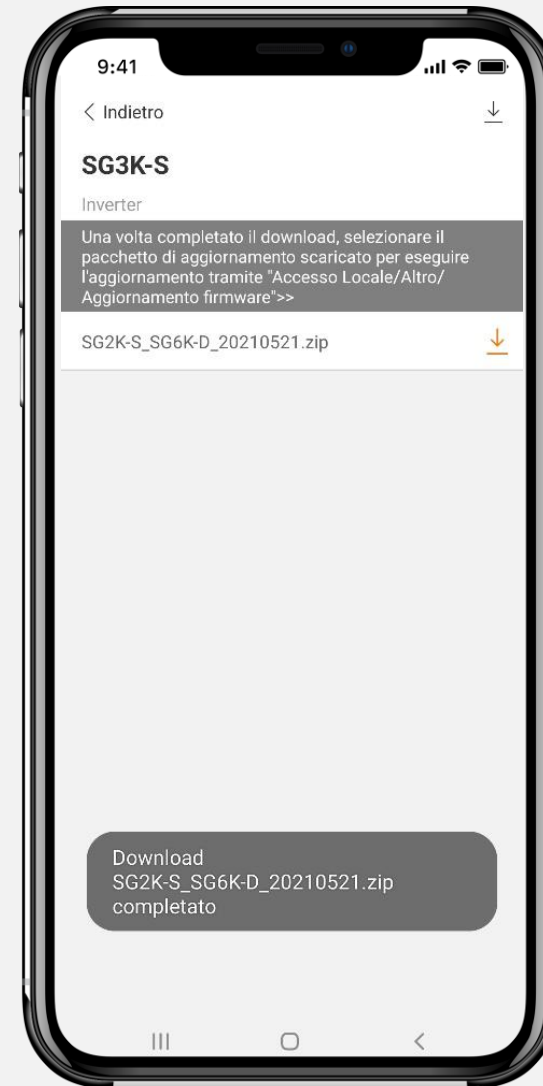 9:41
Indietro
SG3K-S
Inverter
Una volta completato il download, selezionare il
pacchetto di aggiornamento scaricato per eseguire
l'aggiornamento tramite "Accesso Locale/Altro/
Aggiornamento firmware">>
SG2K-S_SG6K-D_20210521.zip
Download
SG2K-S_SG6K-D_20210521.zip
completato